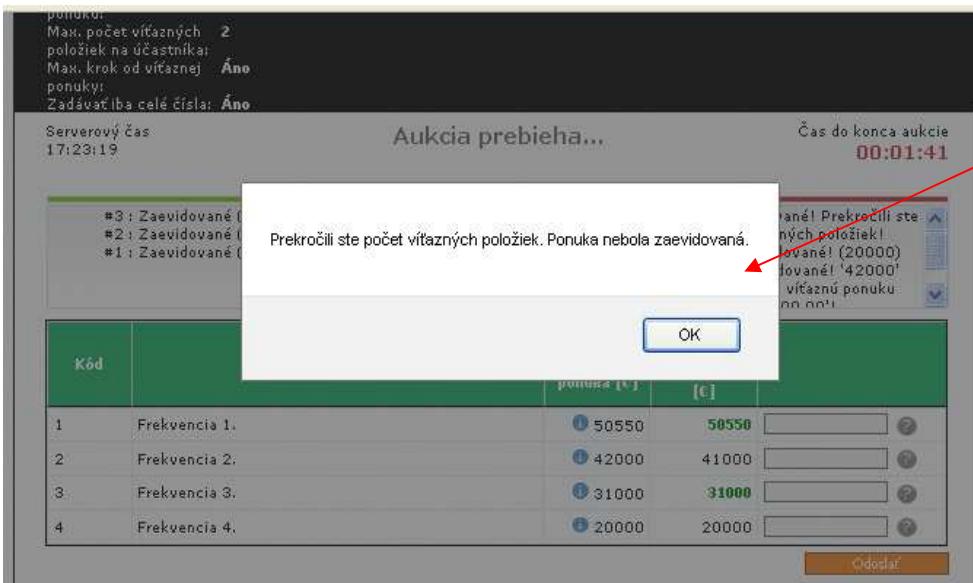 ponuku:
Max. počet víťazných 2
položiek na účastníka:
Max. krok od víťaznej Áno
ponuky:
Zadávať iba celé čísla: Áno
Serverový čas
17:23:19
Aukcia prebieha...
Čas do konca aukcie
00:01:41
#3 : Zaevidované (
#2 : Zaevidované (
#1 : Zaevidované (
Prekročili ste
ných položiek!
dované! (20000)
dované! '42000'
víťaznú ponuku
Prekročili ste počet víťazných položiek. Ponuka nebola zaevidovaná.
OK
Kód
ponuka [€]
[€]
1 Frekvencia 1. 50550 50550
2 Frekvencia 2. 42000 41000
3 Frekvencia 3. 31000 31000
4 Frekvencia 4. 20000 20000
Odoslať